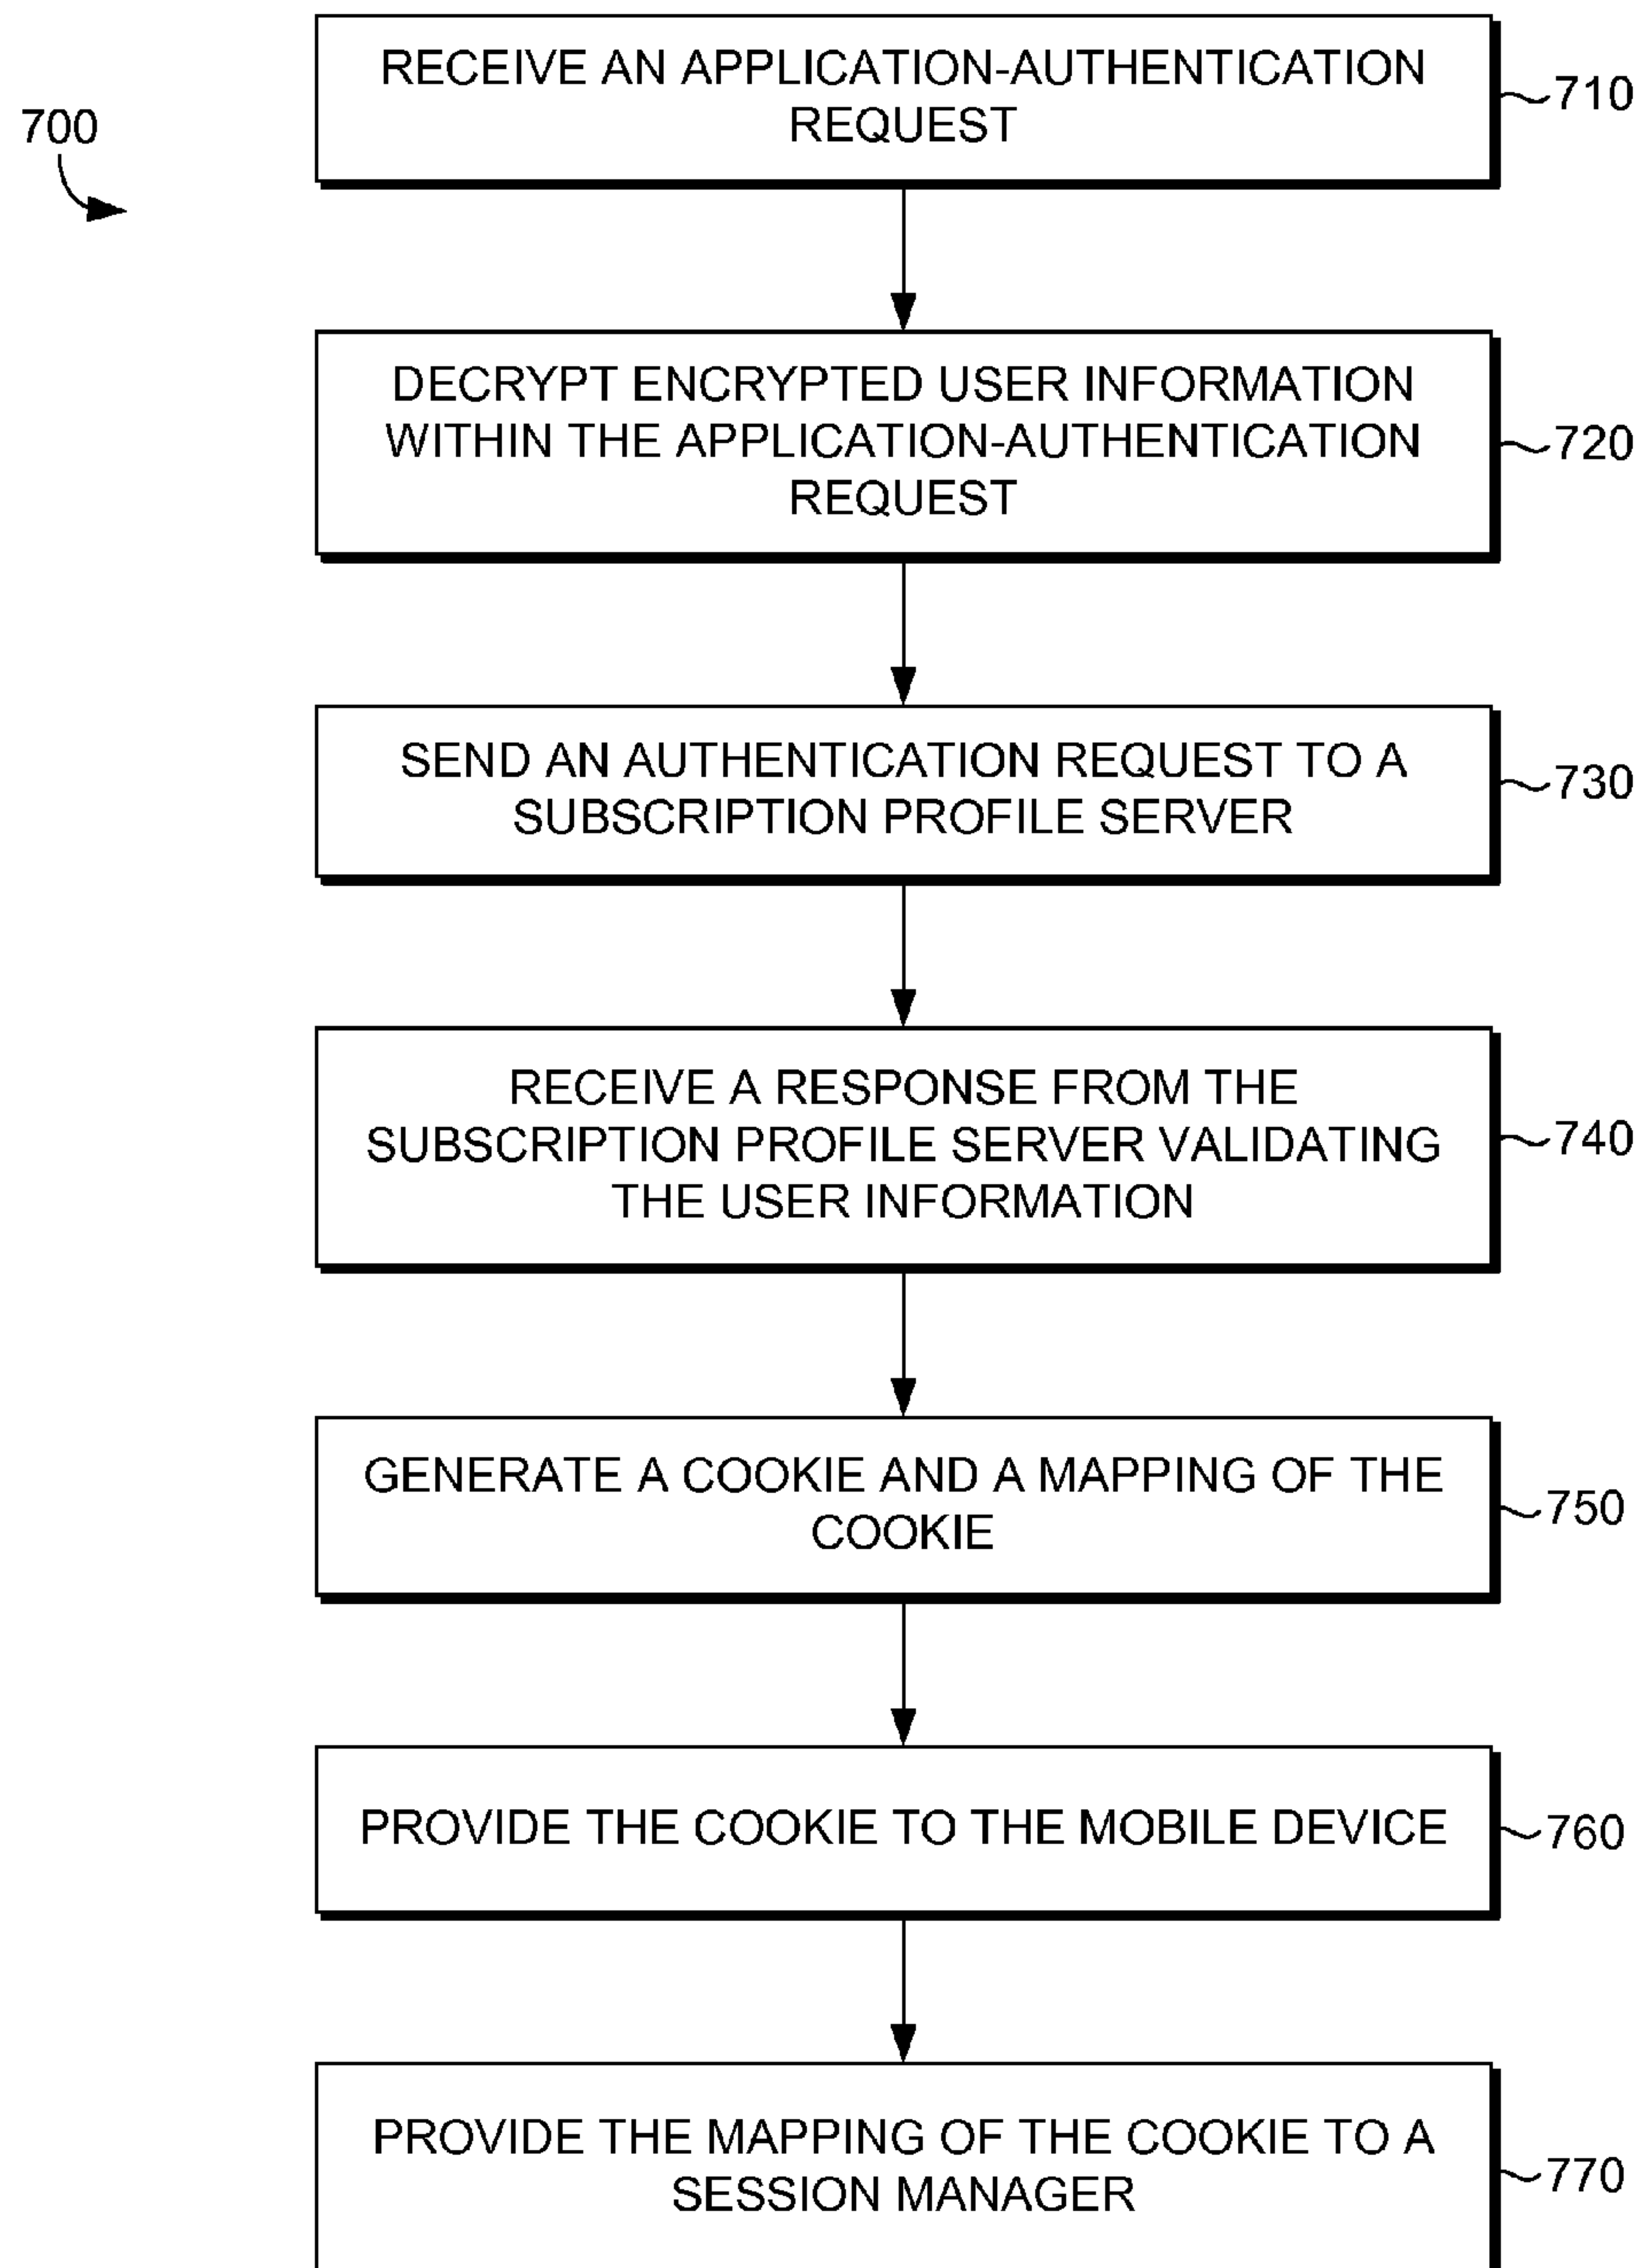 700
RECEIVE AN APPLICATION-AUTHENTICATION
REQUEST
710
DECRYPT ENCRYPTED USER INFORMATION
WITHIN THE APPLICATION-AUTHENTICATION
REQUEST
720
SEND AN AUTHENTICATION REQUEST TO A
SUBSCRIPTION PROFILE SERVER
730
RECEIVE A RESPONSE FROM THE
SUBSCRIPTION PROFILE SERVER VALIDATING
THE USER INFORMATION
740
GENERATE A COOKIE AND A MAPPING OF THE
COOKIE
750
PROVIDE THE COOKIE TO THE MOBILE DEVICE
760
PROVIDE THE MAPPING OF THE COOKIE TO A
SESSION MANAGER
770